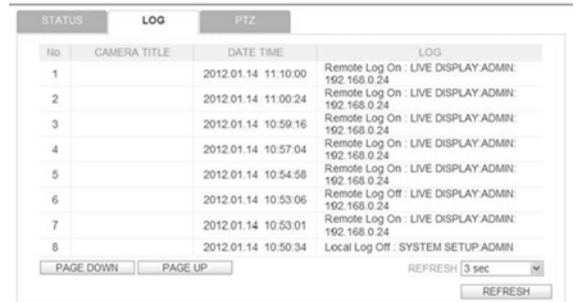 STATUS LOG PTZ
No. CAMERA TITLE DATE TIME LOG
1 2012.01.14 11:10:00 Remote Log On : LIVE DISPLAY:ADMIN:
192.168.0.24
2 2012.01.14 11:00:24 Remote Log On : LIVE DISPLAY:ADMIN:
192.168.0.24
3 2012.01.14 10:59:16 Remote Log On : LIVE DISPLAY:ADMIN:
192.168.0.24
4 2012.01.14 10:57:04 Remote Log On : LIVE DISPLAY:ADMIN:
192.168.0.24
5 2012.01.14 10:54:58 Remote Log On : LIVE DISPLAY:ADMIN:
192.168.0.24
6 2012.01.14 10:53:06 Remote Log Off : LIVE DISPLAY:ADMIN:
192.168.0.24
7 2012.01.14 10:53:01 Remote Log On : LIVE DISPLAY:ADMIN:
192.168.0.24
8 2012.01.14 10:50:34 Local Log Off : SYSTEM SETUP:ADMIN
PAGE DOWN PAGE UP REFRESH 3 sec
REFRESH